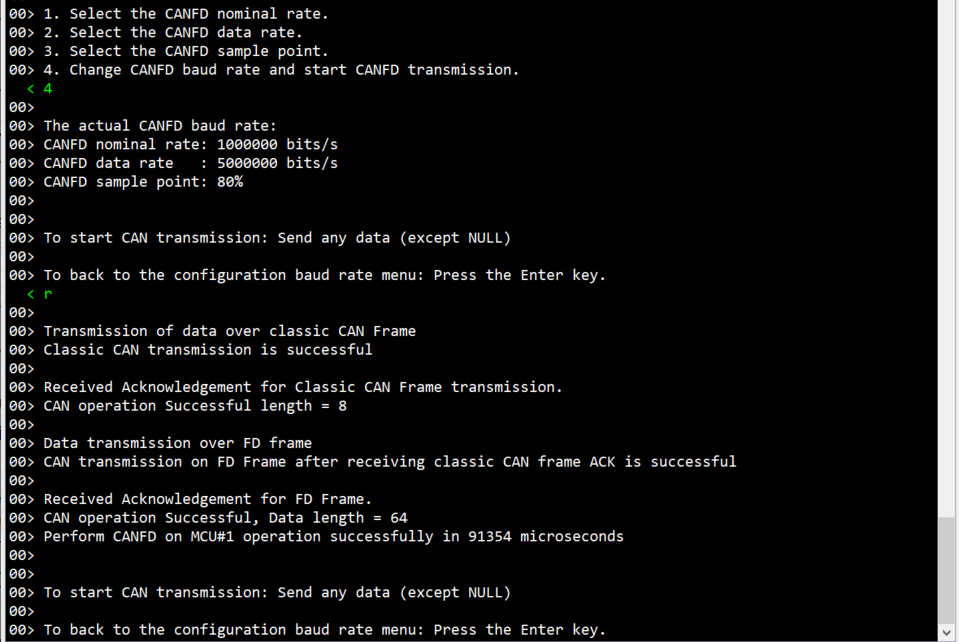 00> 1. Select the CANFD nominal rate.
00> 2. Select the CANFD data rate.
00> 3. Select the CANFD sample point.
00> 4. Change CANFD baud rate and start CANFD transmission.
< 4
00>
00> The actual CANFD baud rate:
00> CANFD nominal rate: 1000000 bits/s
00> CANFD data rate   : 5000000 bits/s
00> CANFD sample point: 80%
00>
00>
00> To start CAN transmission: Send any data (except NULL)
00>
00> To back to the configuration baud rate menu: Press the Enter key.
< r
00>
00> Transmission of data over classic CAN Frame
00> Classic CAN transmission is successful
00>
00> Received Acknowledgement for Classic CAN Frame transmission.
00> CAN operation Successful length = 8
00>
00> Data transmission over FD frame
00> CAN transmission on FD Frame after receiving classic CAN frame ACK is successful
00>
00> Received Acknowledgement for FD Frame.
00> CAN operation Successful, Data length = 64
00> Perform CANFD on MCU#1 operation successfully in 91354 microseconds
00>
00>
00> To start CAN transmission: Send any data (except NULL)
00>
00> To back to the configuration baud rate menu: Press the Enter key.